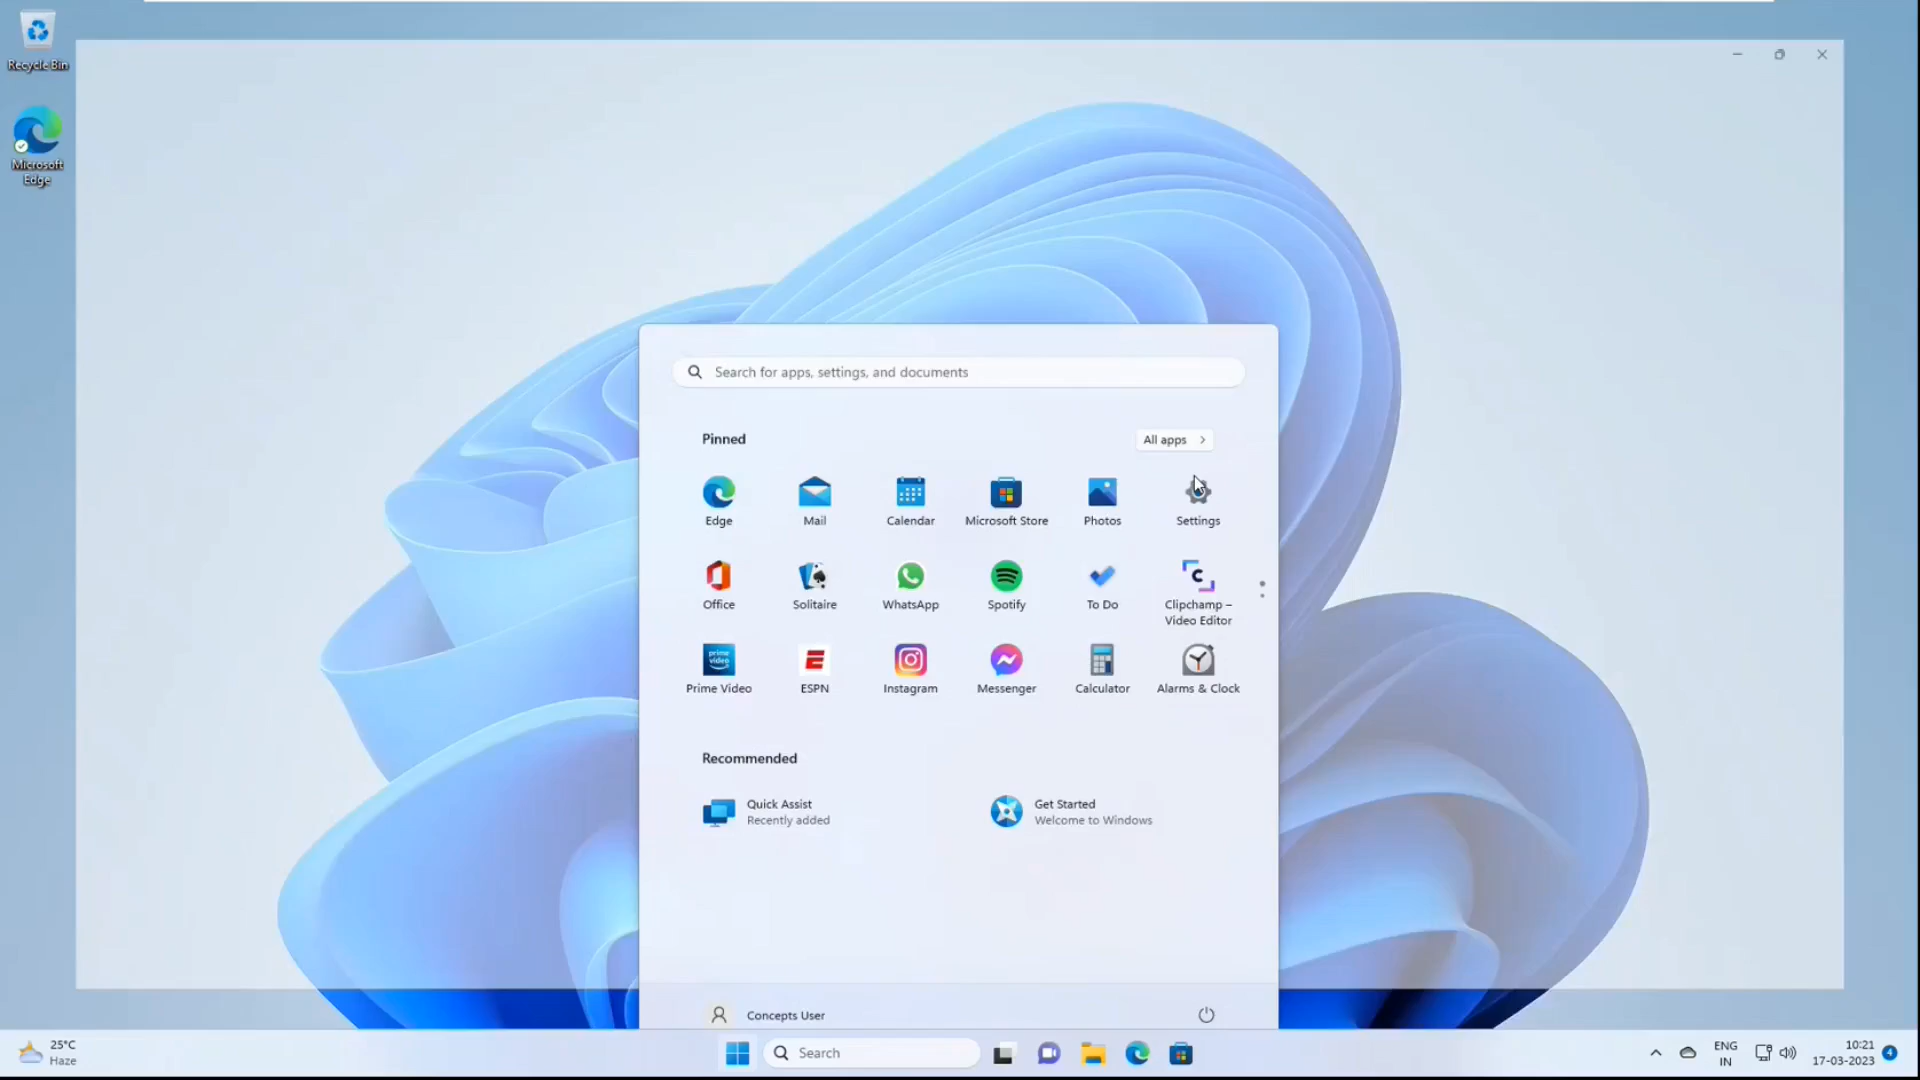 Recycle Bin
Microsoft
Edge
Search for apps, settings, and documents
Pinned
All apps
Edge
Mail
Calendar
Microsoft Store
Photos
Settings
Office
Solitaire
WhatsApp
Spotify
To Do
Clipchamp –
Video Editor
prime
video
Prime Video
ESPN
Instagram
Messenger
Calculator
Alarms & Clock
Recommended
Quick Assist
Recently added
Get Started
Welcome to Windows
Concepts User
25°C
Haze
Search
ENG
IN
10:21
17-03-2023
4